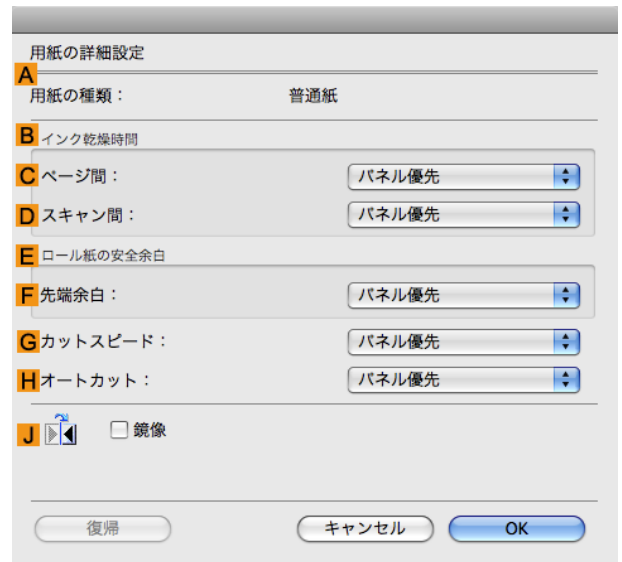 用紙の詳細設定
A
用紙の種類： 普通紙
B インク乾燥時間
C ページ間： パネル優先
D スキャン間： パネル優先
E ロール紙の安全余白
F 先端余白： パネル優先
G カットスピード： パネル優先
H オートカット： パネル優先
J 鏡像
復帰 キャンセル OK